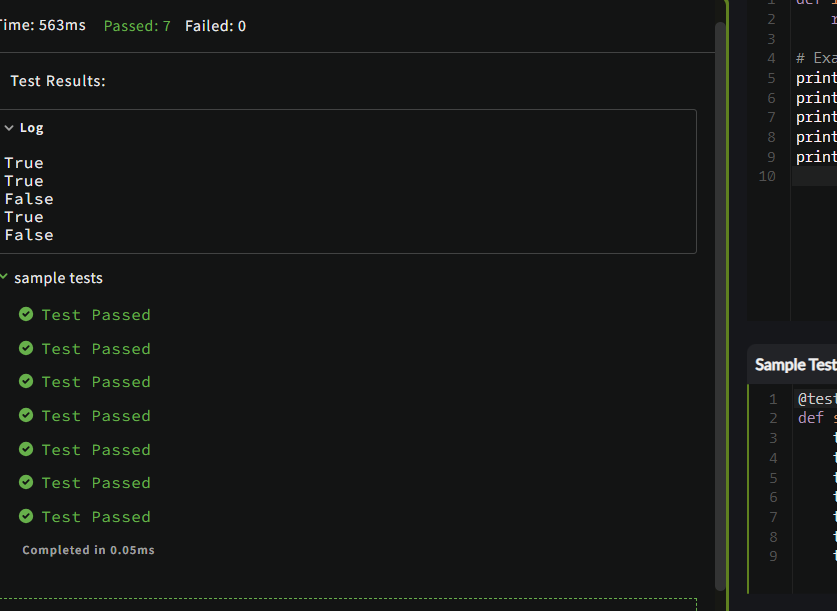 Time: 563ms Passed: 7 Failed: 0
Test Results:
Log
True
True
False
True
False
sample tests
Test Passed
Test Passed
Test Passed
Test Passed
Test Passed
Test Passed
Test Passed
Completed in 0.05ms
1 def
2 r
3
4 # Exa
5 print
6 print
7 print
8 print
9 print
10
Sample Test
1 @test
2 def s
3 t
4 t
5 t
6 t
7 t
8 t
9 t